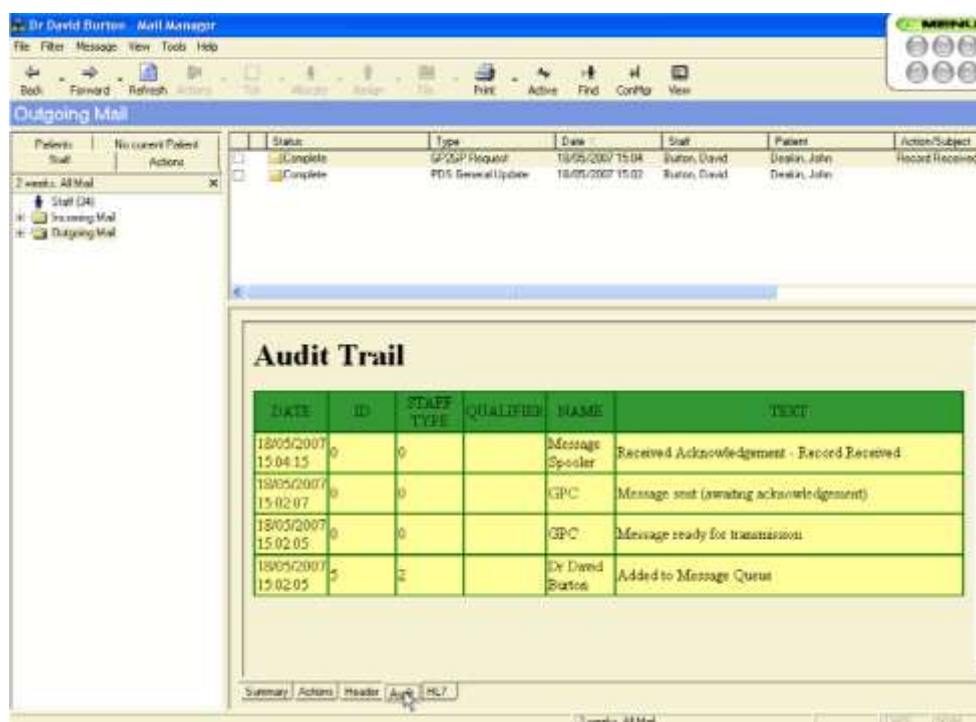 Dr David Burton - Mail Manager
MENU
File Filter Message View Tools Help
Back Forward Refresh Actions Print Active Find ConMgr View
Outgoing Mail
Patients No current Patient
Staff Actions
2 weeks. All Mail
Staff (34)
Incoming Mail
Outgoing Mail
Status Type Date Staff Patient Action/Subject
Complete GP2GP Request 18/05/2007 15:04 Burton, David Deakin, John Record Received
Complete PDS General Update 18/05/2007 15:02 Burton, David Deakin, John
Audit Trail
DATE ID STAFF TYPE QUALIFIER NAME TEXT
18/05/2007 15:04:15 0 0 Message Spooler Received Acknowledgement - Record Received
18/05/2007 15:02:07 0 0 GPC Message sent (awaiting acknowledgement)
18/05/2007 15:02:05 0 0 GPC Message ready for transmission
18/05/2007 15:02:05 5 2 Dr David Burton Added to Message Queue
Summary Actions Header Audit HL7
2 weeks. All Mail